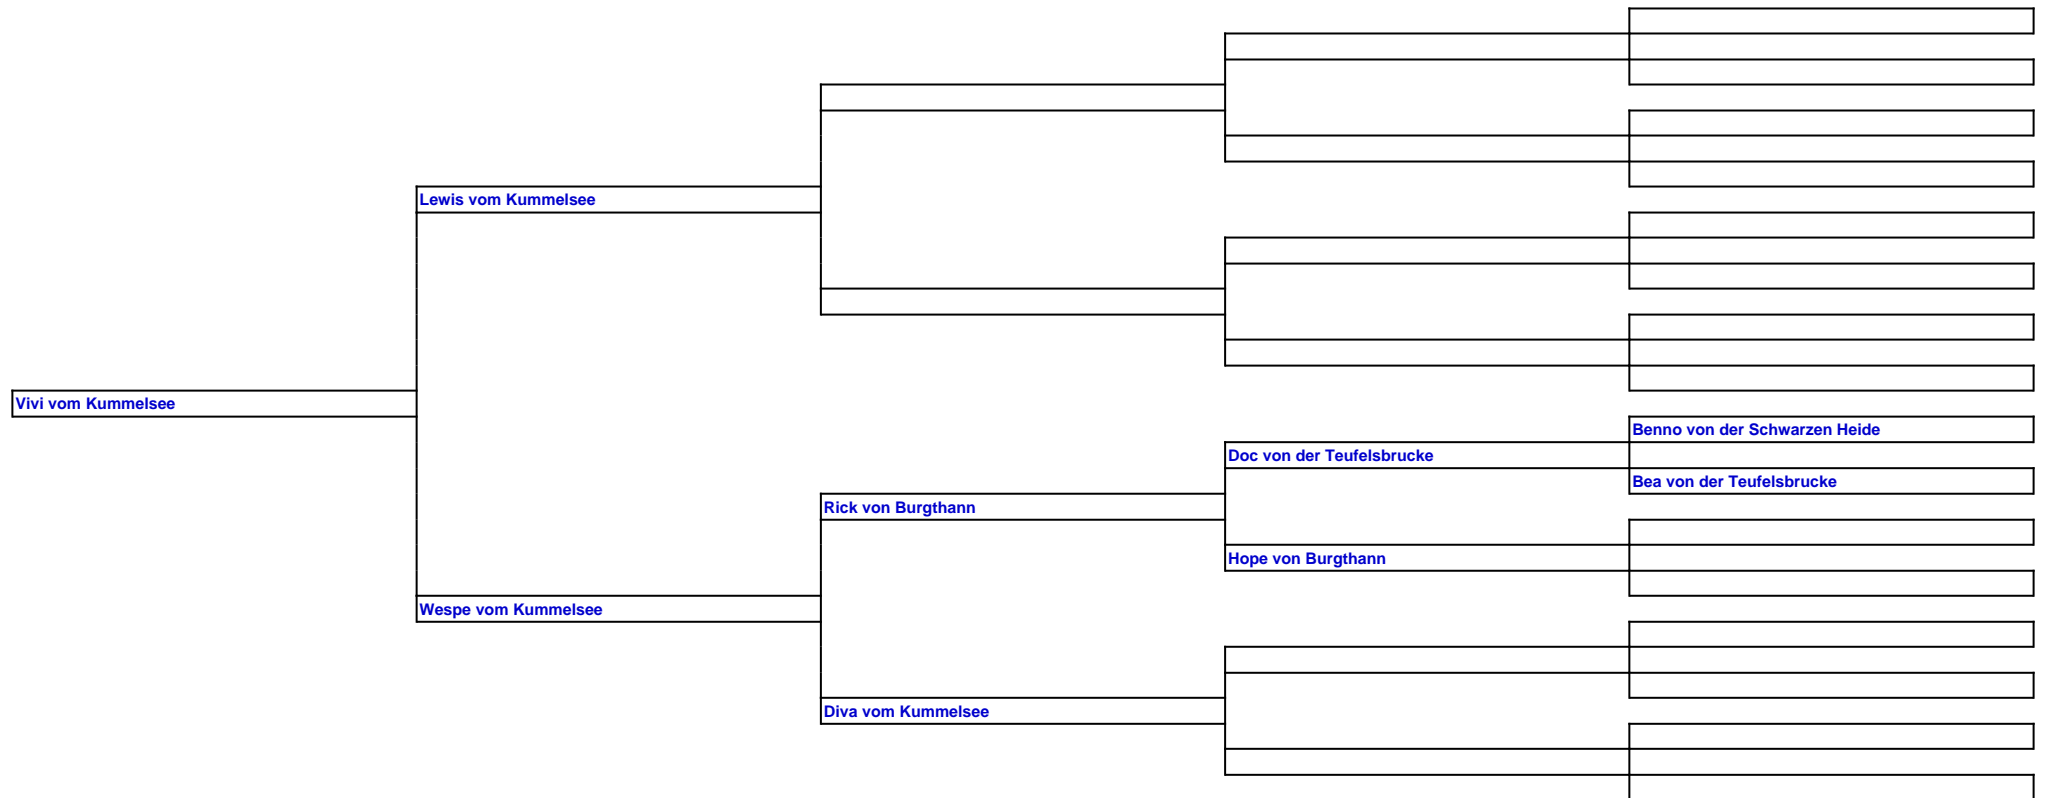 Lewis vom Kummelsee
Vivi vom Kummelsee
Benno von der Schwarzen Heide
Doc von der Teufelsbrucke
Bea von der Teufelsbrucke
Rick von Burgthann
Hope von Burgthann
Wespe vom Kummelsee
Diva vom Kummelsee